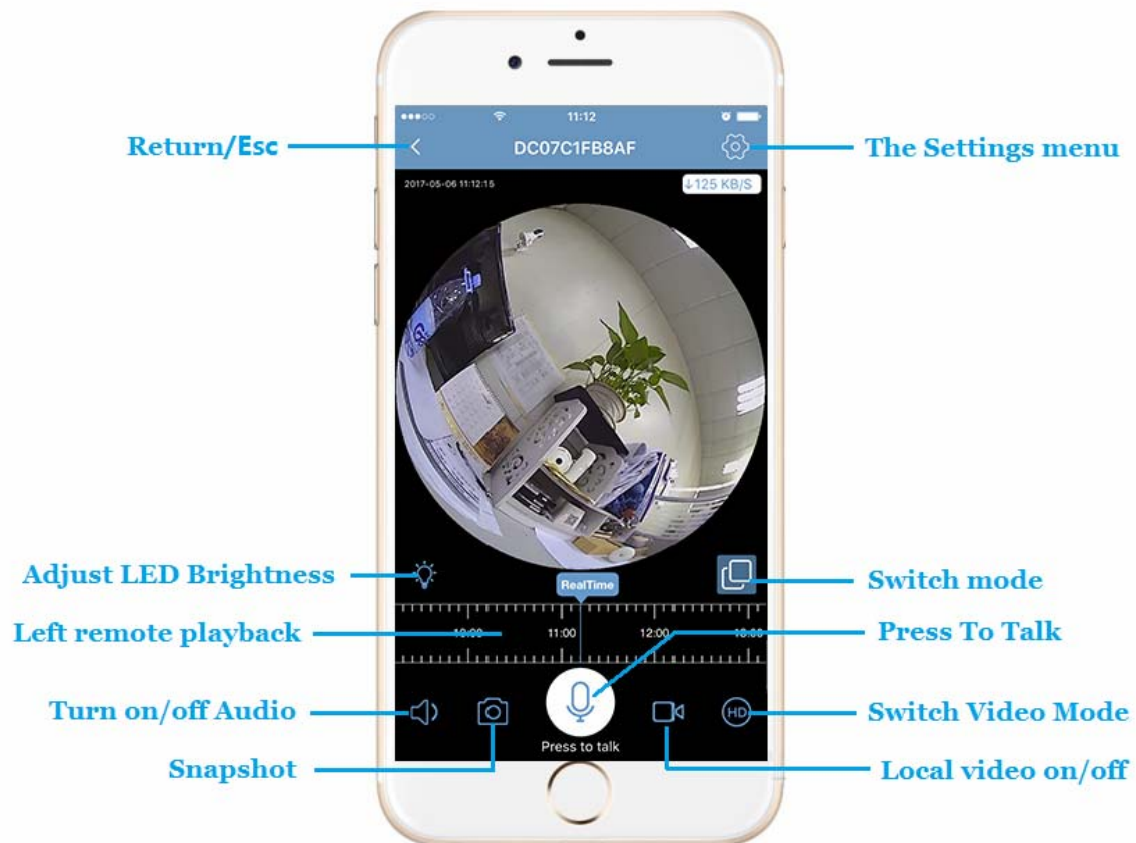 11:12
Return/Esc
DC07C1FB8AF
The Settings menu
2017-05-06 11:12:15
↓125 KB/S
Adjust LED Brightness
RealTime
Switch mode
Left remote playback
10:00 11:00 12:00 13:00
Press To Talk
Turn on/off Audio
HD
Switch Video Mode
Press to talk
Snapshot
Local video on/off